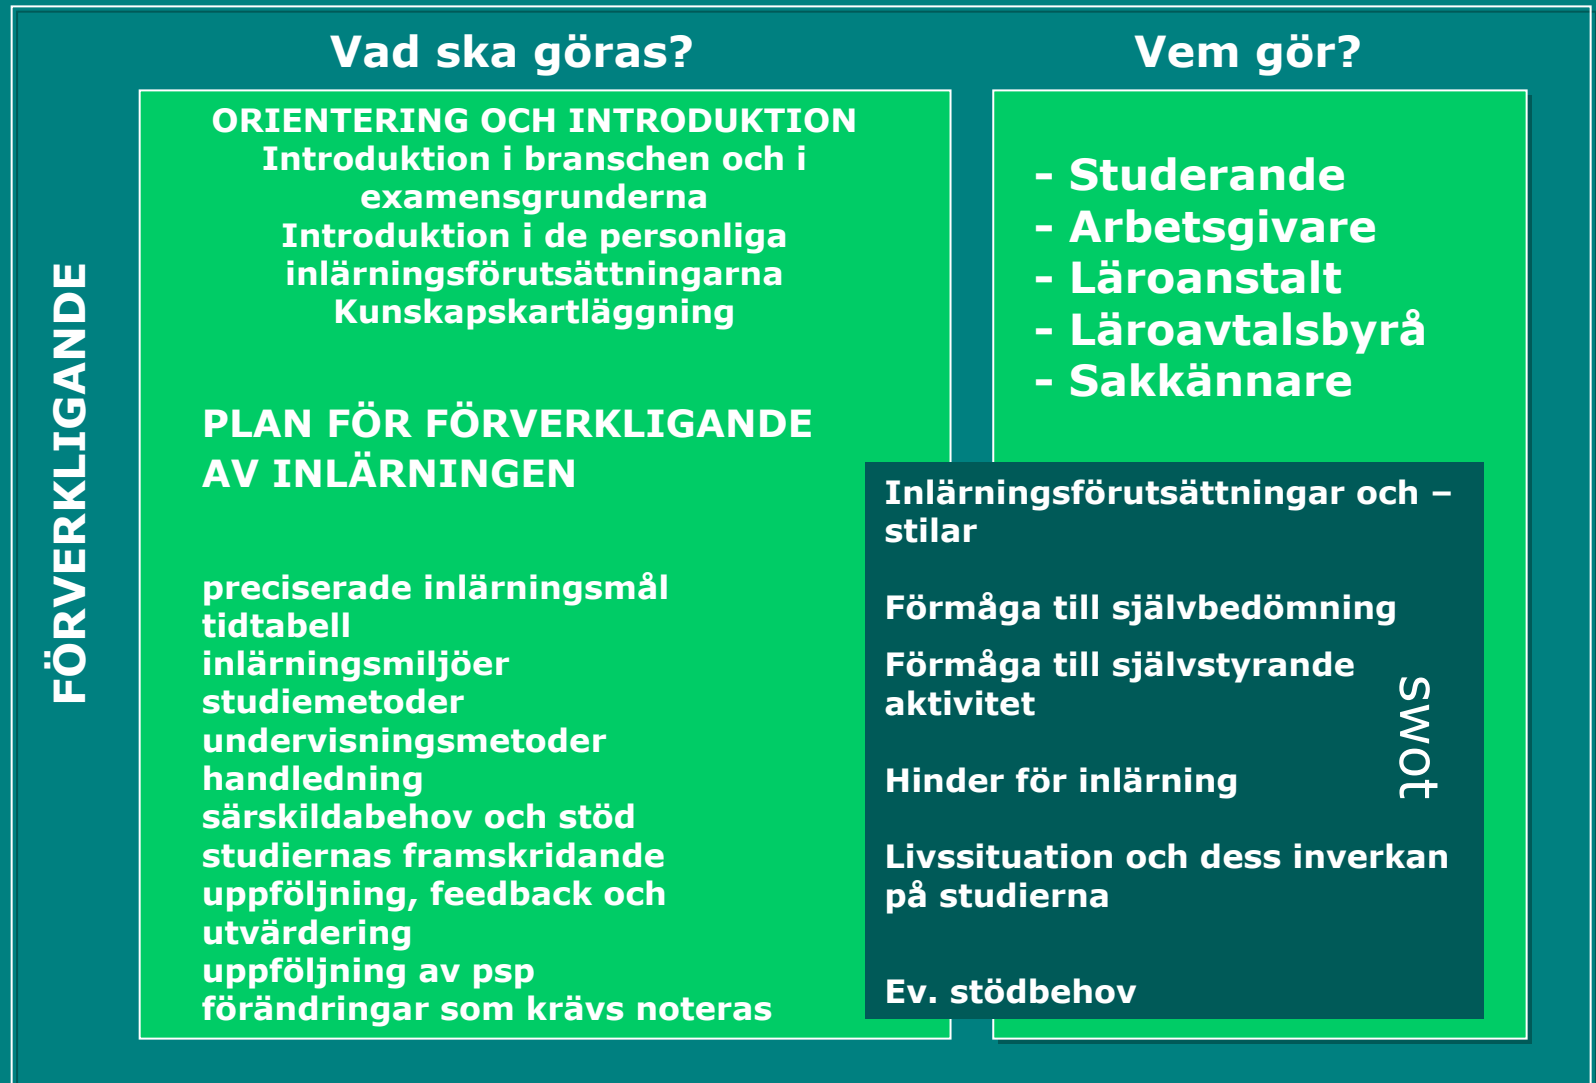 Vad ska göras?
Vem gör?
FÖRVERKLIGANDE
ORIENTERING OCH INTRODUKTION
Introduktion i branschen och i
examensgrunderna
Introduktion i de personliga
inlärningsförutsättningarna
Kunskapskartläggning
PLAN FÖR FÖRVERKLIGANDE
AV INLÄRNINGEN
preciserade inlärningsmål
tidtabell
inlärningsmiljöer
studiemetoder
undervisningsmetoder
handledning
särskildabehov och stöd
studiernas framskridande
uppföljning, feedback och
utvärdering
uppföljning av psp
förändringar som krävs noteras
- Studerande
- Arbetsgivare
- Läroanstalt
- Läroavtalsbyrå
- Sakkännare
Inlärningsförutsättningar och –
stilar
Förmåga till självbedömning
Förmåga till självstyrande
aktivitet
Hinder för inlärning
Livssituation och dess inverkan
på studierna
Ev. stödbehov
swot